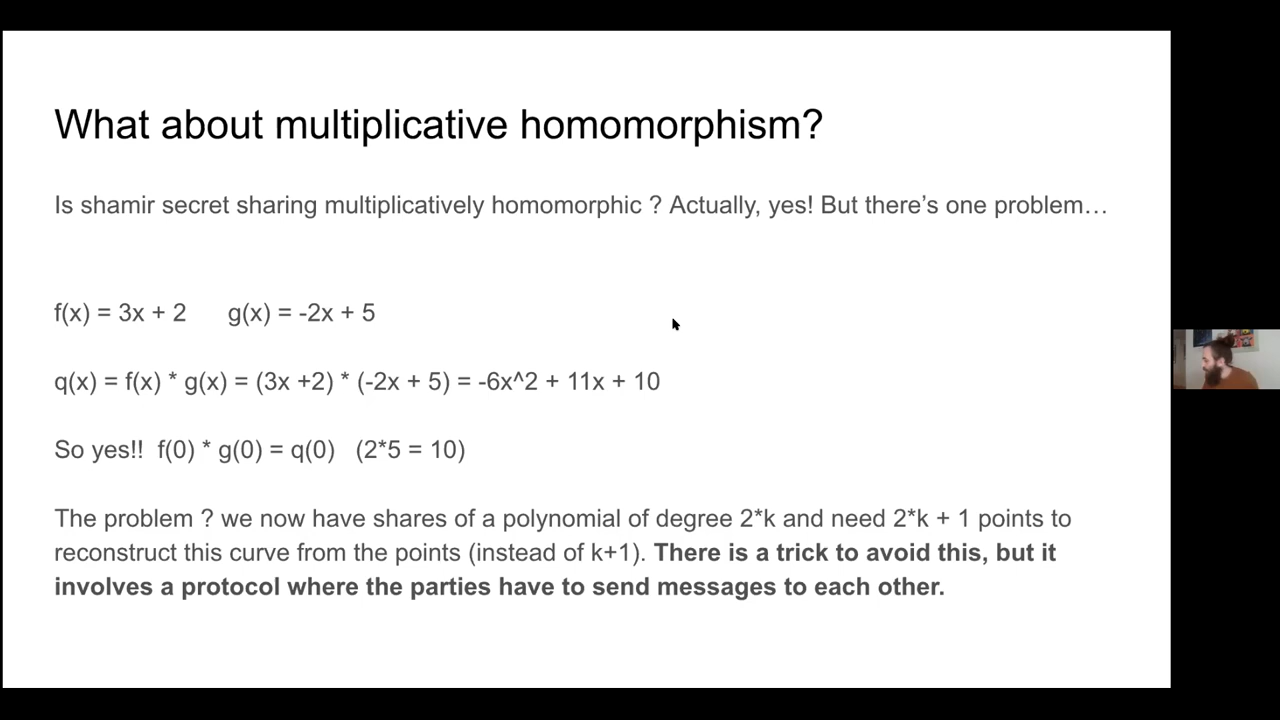 What about multiplicative homomorphism?
Is shamir secret sharing multiplicatively homomorphic ? Actually, yes! But there’s one problem…
f(x) = 3x + 2 g(x) = -2x + 5
q(x) = f(x) * g(x) = (3x +2) * (-2x + 5) = -6x^2 + 11x + 10
So yes!! f(0) * g(0) = q(0) (2*5 = 10)
The problem ? we now have shares of a polynomial of degree 2*k and need 2*k + 1 points to
reconstruct this curve from the points (instead of k+1). There is a trick to avoid this, but it
involves a protocol where the parties have to send messages to each other.